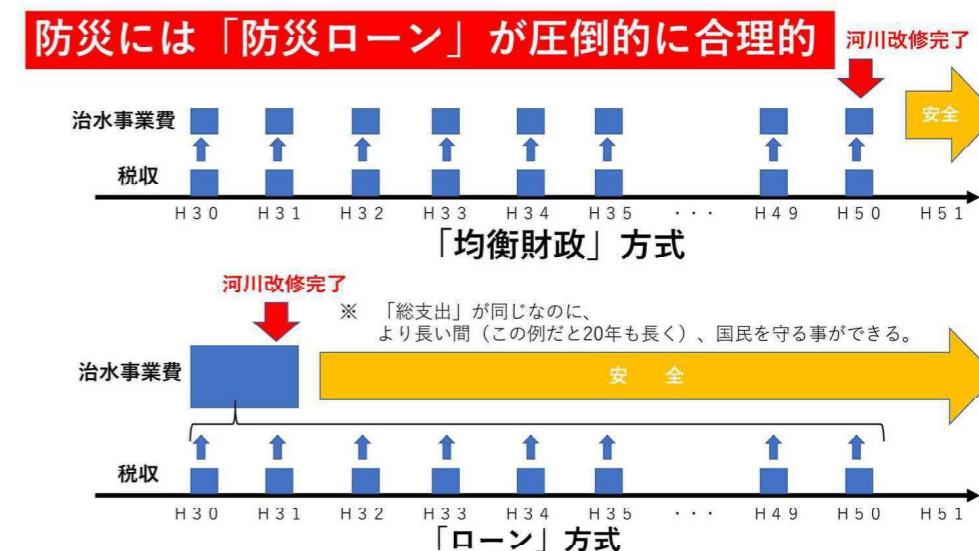 防災には「防災ローン」が圧倒的に合理的
河川改修完了
治水事業費
安全
税収
H30 H31 H32 H33 H34 H35 ・・・ H49 H50 H51
「均衡財政」方式
河川改修完了
※ 「総支出」が同じなのに、
より長い間（この例だと20年も長く）、国民を守る事ができる。
治水事業費
安 全
税収
H30 H31 H32 H33 H34 H35 ・・・ H49 H50 H51
「ローン」方式